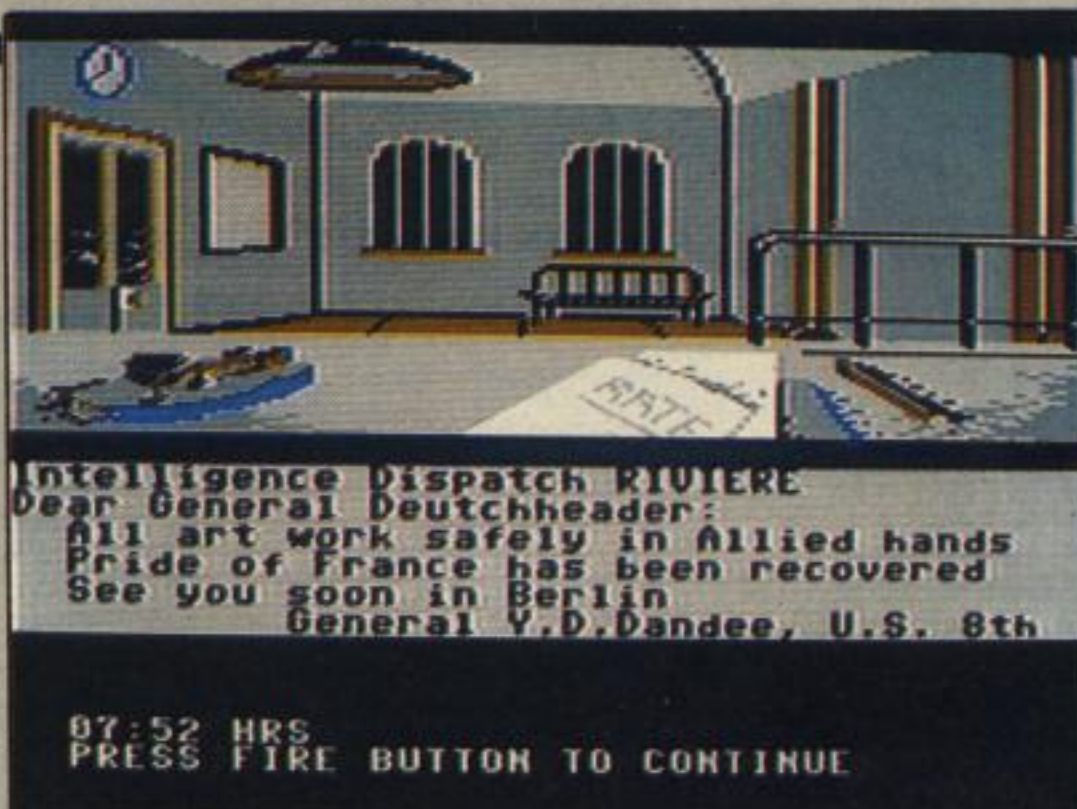 RATE
Intelligence Dispatch RIVIERE
Dear General Deutchheader:
All art work safely in Allied hands
Pride of France has been recovered
See you soon in Berlin
General Y.D.Dandee, U.S. 8th
07:52 HRS
PRESS FIRE BUTTON TO CONTINUE